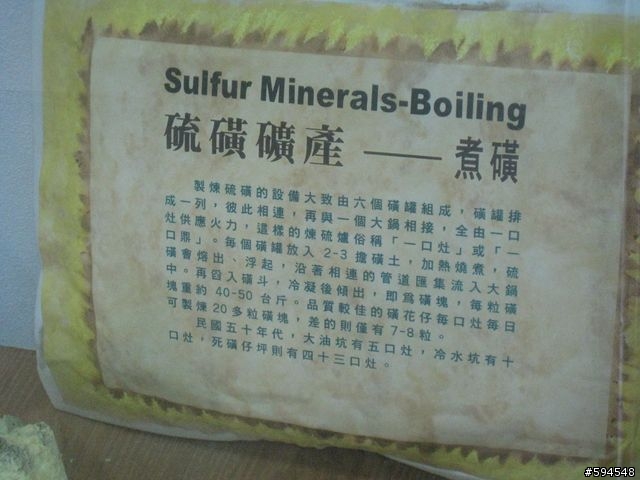 Sulfur Minerals-Boiling
硫磺礦產 —— 煮磺
製煉硫磺的設備大致由六個磺罐組成，磺罐排
成一列，彼此相連，再與一個大鍋相接，全由一口
灶供應火力，這樣的煉硫爐俗稱「一口灶」或「一
口鼎」。每個磺罐放入2-3擔磺土，加熱燒煮，硫
磺會熔出、浮起，沿著相連的管道匯集流入大鍋
中。再舀入磺斗，冷凝後傾出，即為磺塊，每粒磺
塊重約40-50台斤。品質較佳的磺花仔每口灶每日
可製煉20多粒磺塊，差的則僅有7-8粒。
民國五十年代，大油坑有五口灶，冷水坑有十
口灶，死磺仔坪則有四十三口灶。
#594548